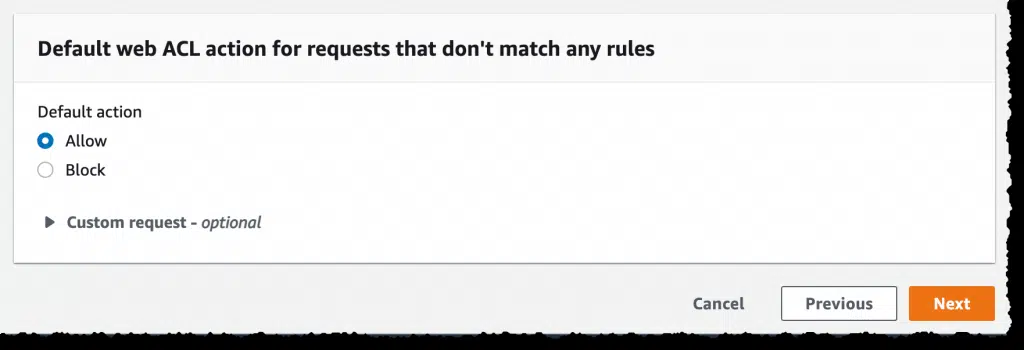 Default web ACL action for requests that don't match any rules
Default action
Allow
Block
Custom request - optional
Cancel
Previous
Next